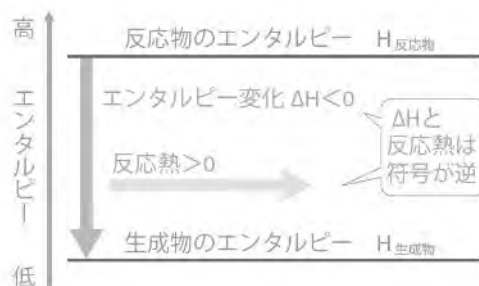 高
エンタルピー
低
反応物のエンタルピー H反応物
エンタルピー変化 ΔH<0
反応熱>0
ΔHと
反応熱は
符号が逆
生成物のエンタルピー H生成物